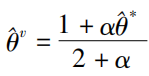 θ̂ᵛ = (1 + αθ̂*) / (2 + α)